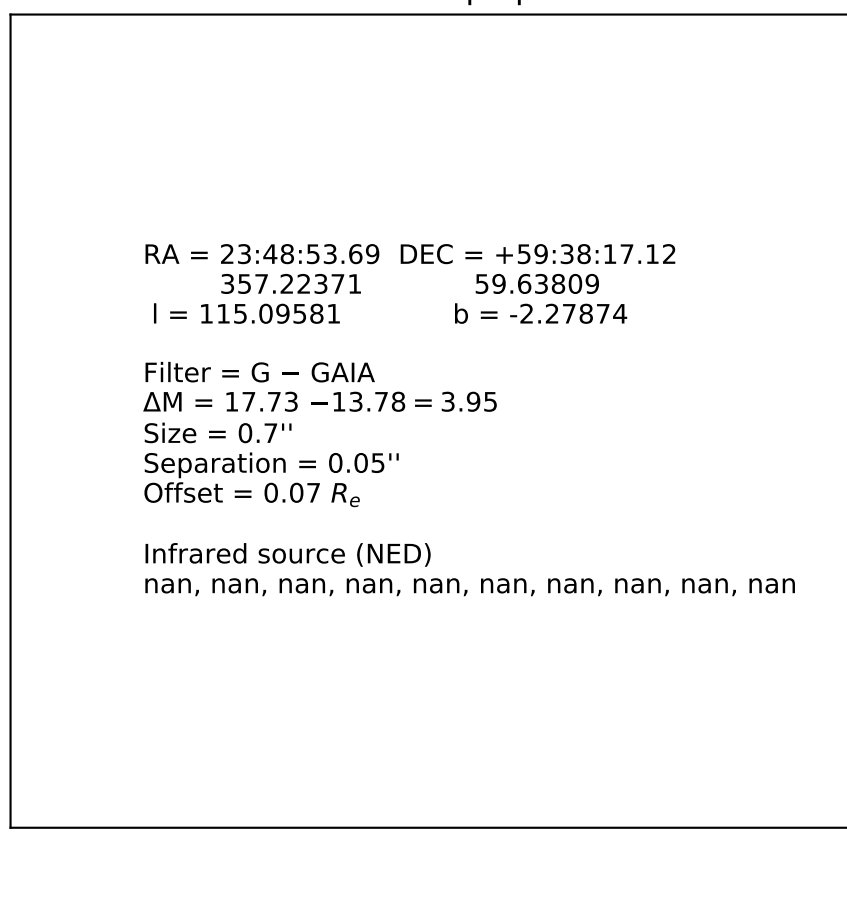 RA = 23:48:53.69  DEC = +59:38:17.12
357.22371 59.63809
l = 115.09581 b = -2.27874
Filter = G − GAIA
ΔM = 17.73 −13.78 = 3.95
Size = 0.7''
Separation = 0.05''
Offset = 0.07 Rₑ
Infrared source (NED)
nan, nan, nan, nan, nan, nan, nan, nan, nan, nan